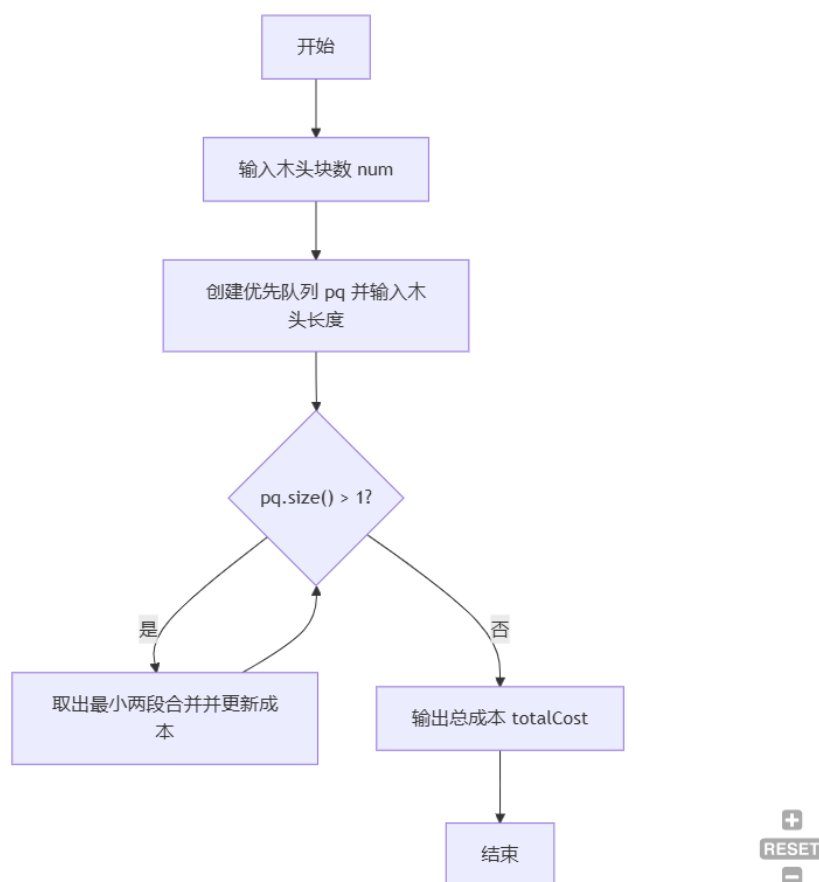 开始
输入木头块数 num
创建优先队列 pq 并输入木
头长度
pq.size() > 1?
是
否
取出最小两段合并并更新成
本
输出总成本 totalCost
结束
RESET